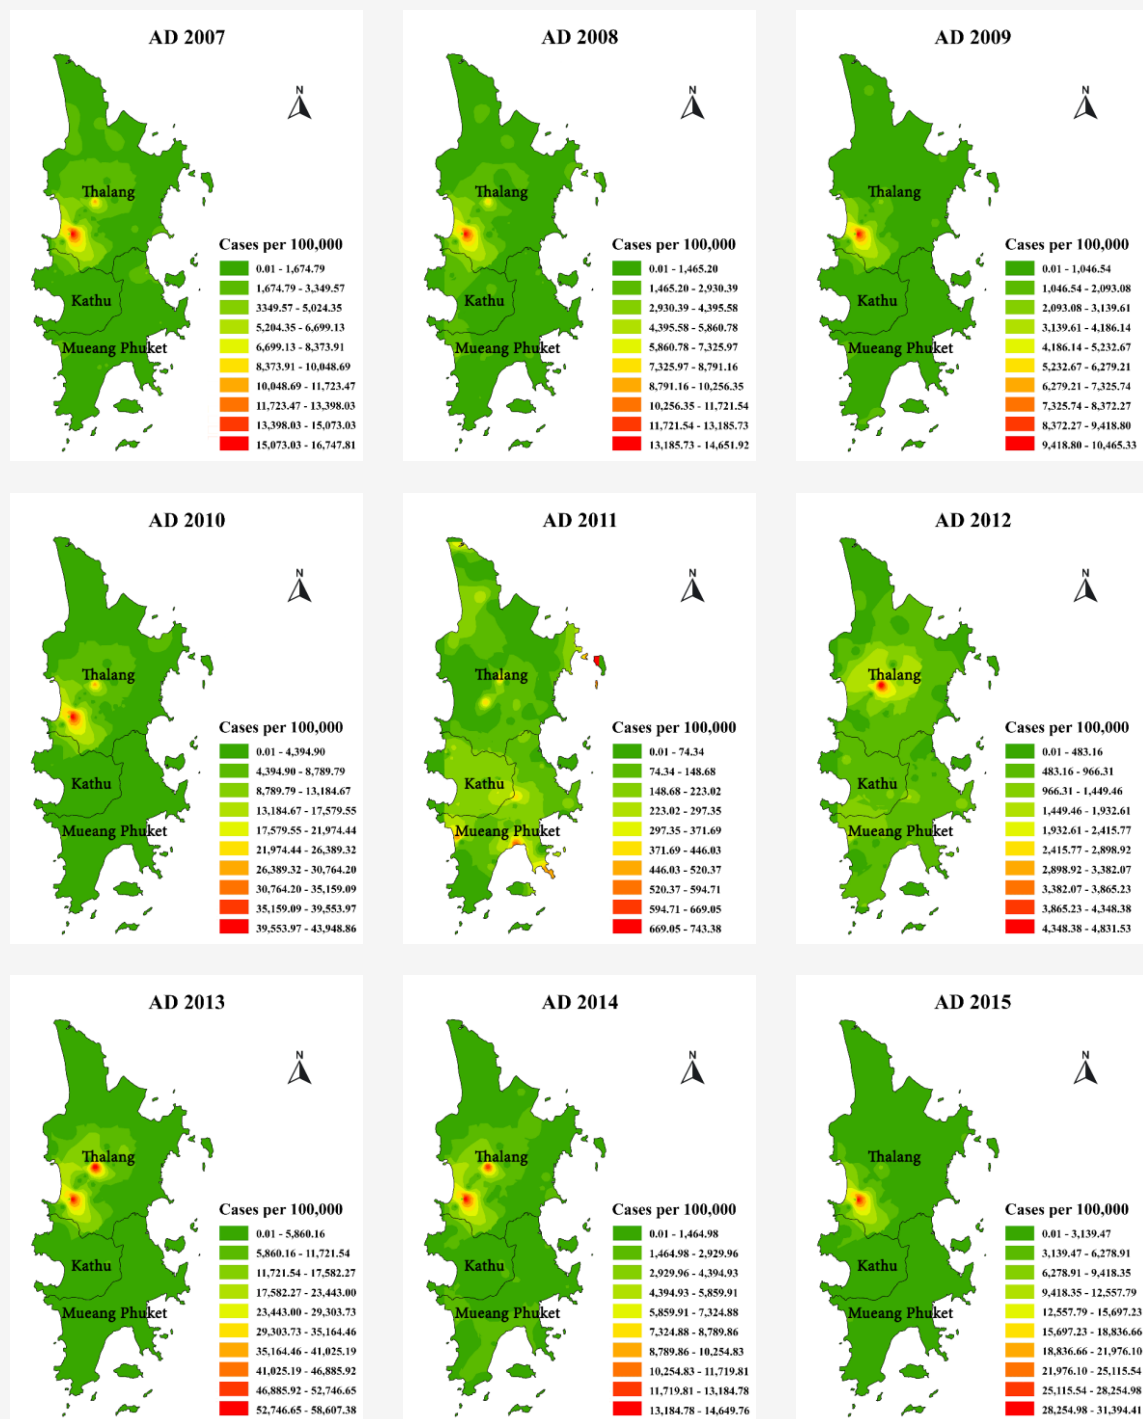 AD 2007
N
Thalang
Kathu
Mueang Phuket
Cases per 100,000
0.01 - 1,674.79
1,674.79 - 3,349.57
3349.57 - 5,024.35
5,204.35 - 6,699.13
6,699.13 - 8,373.91
8,373.91 - 10,048.69
10,048.69 - 11,723.47
11,723.47 - 13,398.03
13,398.03 - 15,073.03
15,073.03 - 16,747.81
AD 2008
N
Thalang
Kathu
Mueang Phuket
Cases per 100,000
0.01 - 1,465.20
1,465.20 - 2,930.39
2,930.39 - 4,395.58
4,395.58 - 5,860.78
5,860.78 - 7,325.97
7,325.97 - 8,791.16
8,791.16 - 10,256.35
10,256.35 - 11,721.54
11,721.54 - 13,185.73
13,185.73 - 14,651.92
AD 2009
N
Thalang
Kathu
Mueang Phuket
Cases per 100,000
0.01 - 1,046.54
1,046.54 - 2,093.08
2,093.08 - 3,139.61
3,139.61 - 4,186.14
4,186.14 - 5,232.67
5,232.67 - 6,279.21
6,279.21 - 7,325.74
7,325.74 - 8,372.27
8,372.27 - 9,418.80
9,418.80 - 10,465.33
AD 2010
N
Thalang
Kathu
Mueang Phuket
Cases per 100,000
0.01 - 4,394.90
4,394.90 - 8,789.79
8,789.79 - 13,184.67
13,184.67 - 17,579.55
17,579.55 - 21,974.44
21,974.44 - 26,389.32
26,389.32 - 30,764.20
30,764.20 - 35,159.09
35,159.09 - 39,553.97
39,553.97 - 43,948.86
AD 2011
N
Thalang
Kathu
Mueang Phuket
Cases per 100,000
0.01 - 74.34
74.34 - 148.68
148.68 - 223.02
223.02 - 297.35
297.35 - 371.69
371.69 - 446.03
446.03 - 520.37
520.37 - 594.71
594.71 - 669.05
669.05 - 743.38
AD 2012
N
Thalang
Kathu
Mueang Phuket
Cases per 100,000
0.01 - 483.16
483.16 - 966.31
966.31 - 1,449.46
1,449.46 - 1,932.61
1,932.61 - 2,415.77
2,415.77 - 2,898.92
2,898.92 - 3,382.07
3,382.07 - 3,865.23
3,865.23 - 4,348.38
4,348.38 - 4,831.53
AD 2013
N
Thalang
Kathu
Mueang Phuket
Cases per 100,000
0.01 - 5,860.16
5,860.16 - 11,721.54
11,721.54 - 17,582.27
17,582.27 - 23,443.00
23,443.00 - 29,303.73
29,303.73 - 35,164.46
35,164.46 - 41,025.19
41,025.19 - 46,885.92
46,885.92 - 52,746.65
52,746.65 - 58,607.38
AD 2014
N
Thalang
Kathu
Mueang Phuket
Cases per 100,000
0.01 - 1,464.98
1,464.98 - 2,929.96
2,929.96 - 4,394.93
4,394.93 - 5,859.91
5,859.91 - 7,324.88
7,324.88 - 8,789.86
8,789.86 - 10,254.83
10,254.83 - 11,719.81
11,719.81 - 13,184.78
13,184.78 - 14,649.76
AD 2015
N
Thalang
Kathu
Mueang Phuket
Cases per 100,000
0.01 - 3,139.47
3,139.47 - 6,278.91
6,278.91 - 9,418.35
9,418.35 - 12,557.79
12,557.79 - 15,697.23
15,697.23 - 18,836.66
18,836.66 - 21,976.10
21,976.10 - 25,115.54
25,115.54 - 28,254.98
28,254.98 - 31,394.41